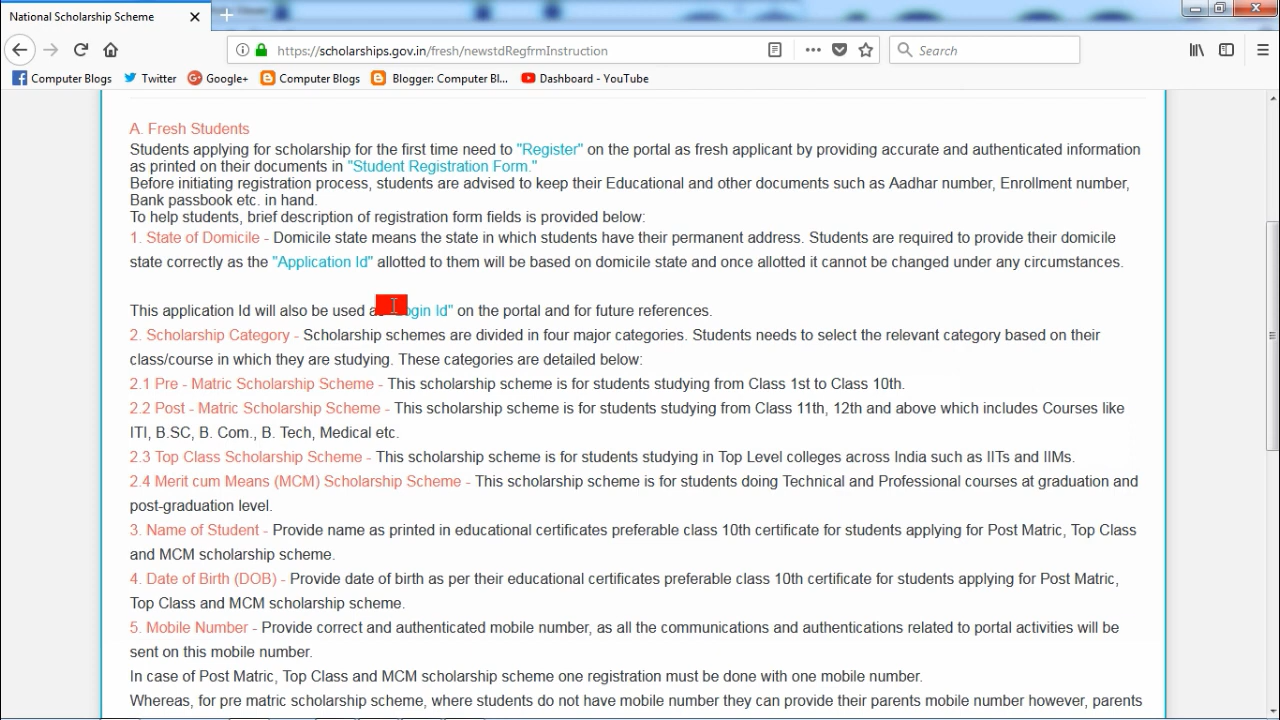 National Scholarship Scheme
https://scholarships.gov.in/fresh/newstdRegfrmInstruction
Search
Computer Blogs Twitter Google+ Computer Blogs Blogger: Computer Bl... Dashboard - YouTube
A. Fresh Students
Students applying for scholarship for the first time need to "Register" on the portal as fresh applicant by providing accurate and authenticated information
as printed on their documents in "Student Registration Form."
Before initiating registration process, students are advised to keep their Educational and other documents such as Aadhar number, Enrollment number,
Bank passbook etc. in hand.
To help students, brief description of registration form fields is provided below:
1. State of Domicile - Domicile state means the state in which students have their permanent address. Students are required to provide their domicile
state correctly as the "Application Id" allotted to them will be based on domicile state and once allotted it cannot be changed under any circumstances.
This application Id will also be used Id" on the portal and for future references.
2. Scholarship Category - Scholarship schemes are divided in four major categories. Students needs to select the relevant category based on their
class/course in which they are studying. These categories are detailed below:
2.1 Pre - Matric Scholarship Scheme - This scholarship scheme is for students studying from Class 1st to Class 10th.
2.2 Post - Matric Scholarship Scheme - This scholarship scheme is for students studying from Class 11th, 12th and above which includes Courses like
ITI, B.SC, B. Com., B. Tech, Medical etc.
2.3 Top Class Scholarship Scheme - This scholarship scheme is for students studying in Top Level colleges across India such as IITs and IIMs.
2.4 Merit cum Means (MCM) Scholarship Scheme - This scholarship scheme is for students doing Technical and Professional courses at graduation and
post-graduation level.
3. Name of Student - Provide name as printed in educational certificates preferable class 10th certificate for students applying for Post Matric, Top Class
and MCM scholarship scheme.
4. Date of Birth (DOB) - Provide date of birth as per their educational certificates preferable class 10th certificate for students applying for Post Matric,
Top Class and MCM scholarship scheme.
5. Mobile Number - Provide correct and authenticated mobile number, as all the communications and authentications related to portal activities will be
sent on this mobile number.
In case of Post Matric, Top Class and MCM scholarship scheme one registration must be done with one mobile number.
Whereas, for pre matric scholarship scheme, where students do not have mobile number they can provide their parents mobile number however, parents